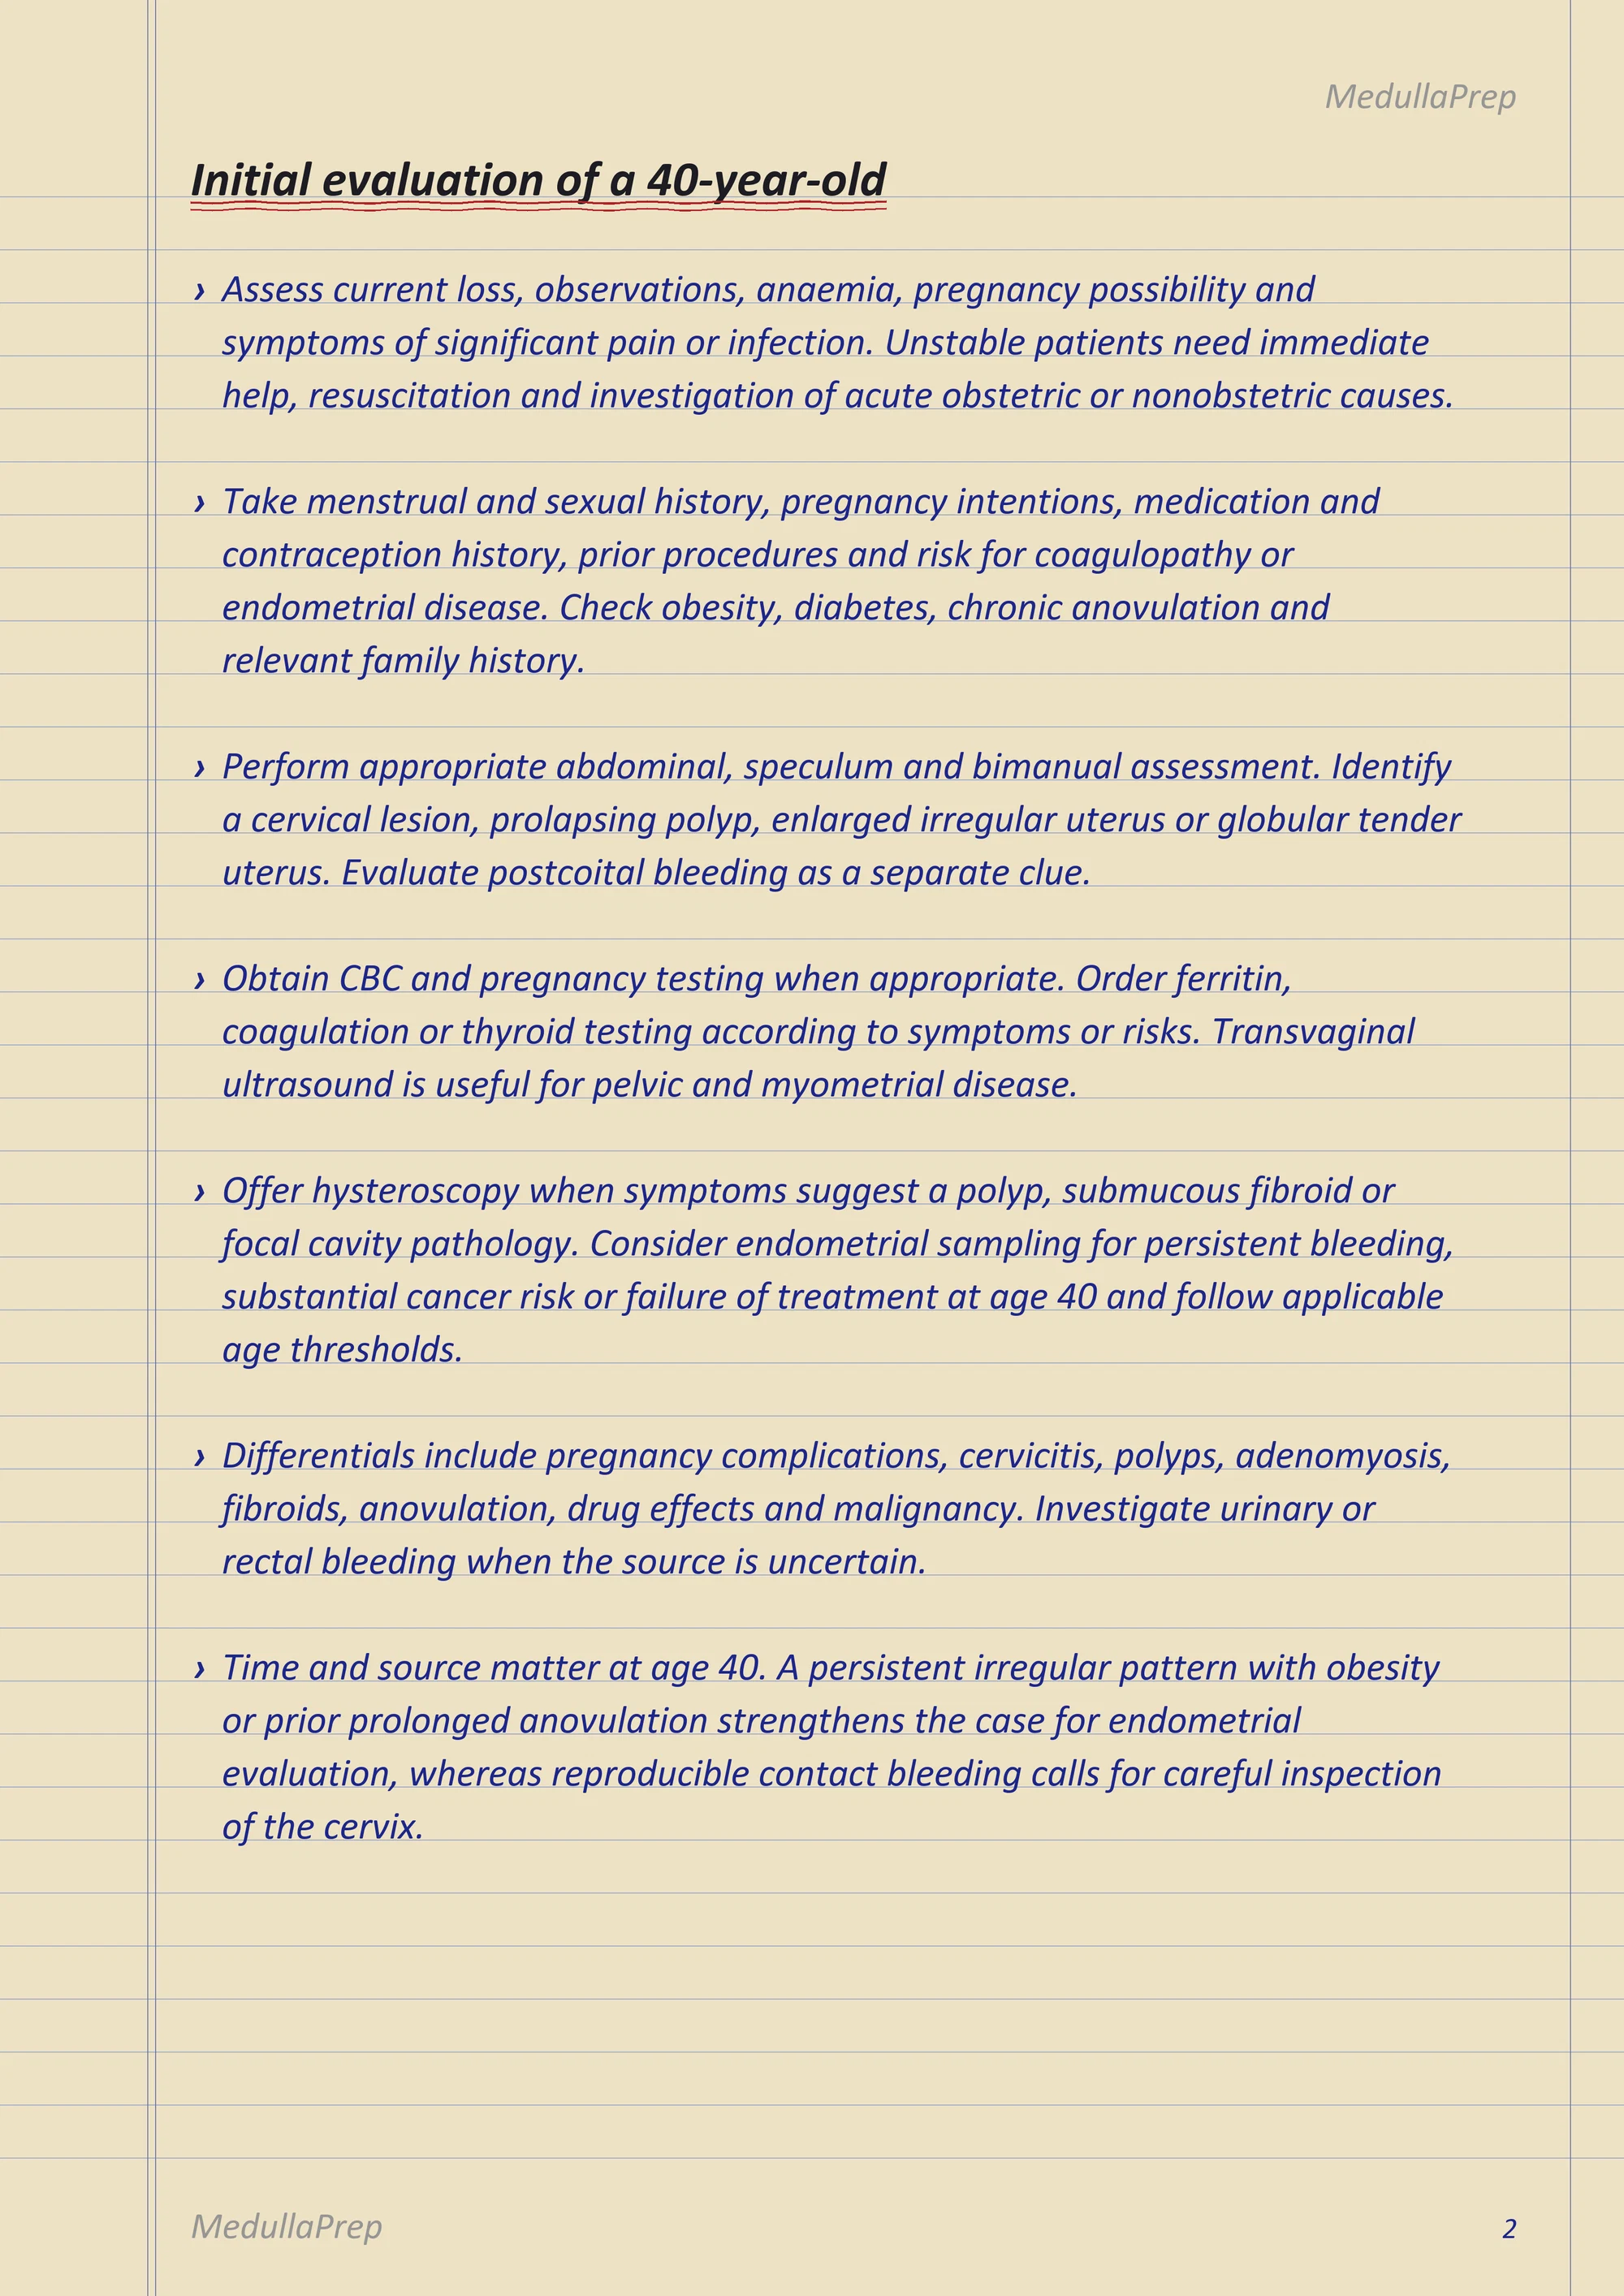 MedullaPrep
Initial evaluation of a 40-year-old
› Assess current loss, observations, anaemia, pregnancy possibility and
symptoms of significant pain or infection. Unstable patients need immediate
help, resuscitation and investigation of acute obstetric or nonobstetric causes.
› Take menstrual and sexual history, pregnancy intentions, medication and
contraception history, prior procedures and risk for coagulopathy or
endometrial disease. Check obesity, diabetes, chronic anovulation and
relevant family history.
› Perform appropriate abdominal, speculum and bimanual assessment. Identify
a cervical lesion, prolapsing polyp, enlarged irregular uterus or globular tender
uterus. Evaluate postcoital bleeding as a separate clue.
› Obtain CBC and pregnancy testing when appropriate. Order ferritin,
coagulation or thyroid testing according to symptoms or risks. Transvaginal
ultrasound is useful for pelvic and myometrial disease.
› Offer hysteroscopy when symptoms suggest a polyp, submucous fibroid or
focal cavity pathology. Consider endometrial sampling for persistent bleeding,
substantial cancer risk or failure of treatment at age 40 and follow applicable
age thresholds.
› Differentials include pregnancy complications, cervicitis, polyps, adenomyosis,
fibroids, anovulation, drug effects and malignancy. Investigate urinary or
rectal bleeding when the source is uncertain.
› Time and source matter at age 40. A persistent irregular pattern with obesity
or prior prolonged anovulation strengthens the case for endometrial
evaluation, whereas reproducible contact bleeding calls for careful inspection
of the cervix.
MedullaPrep
2